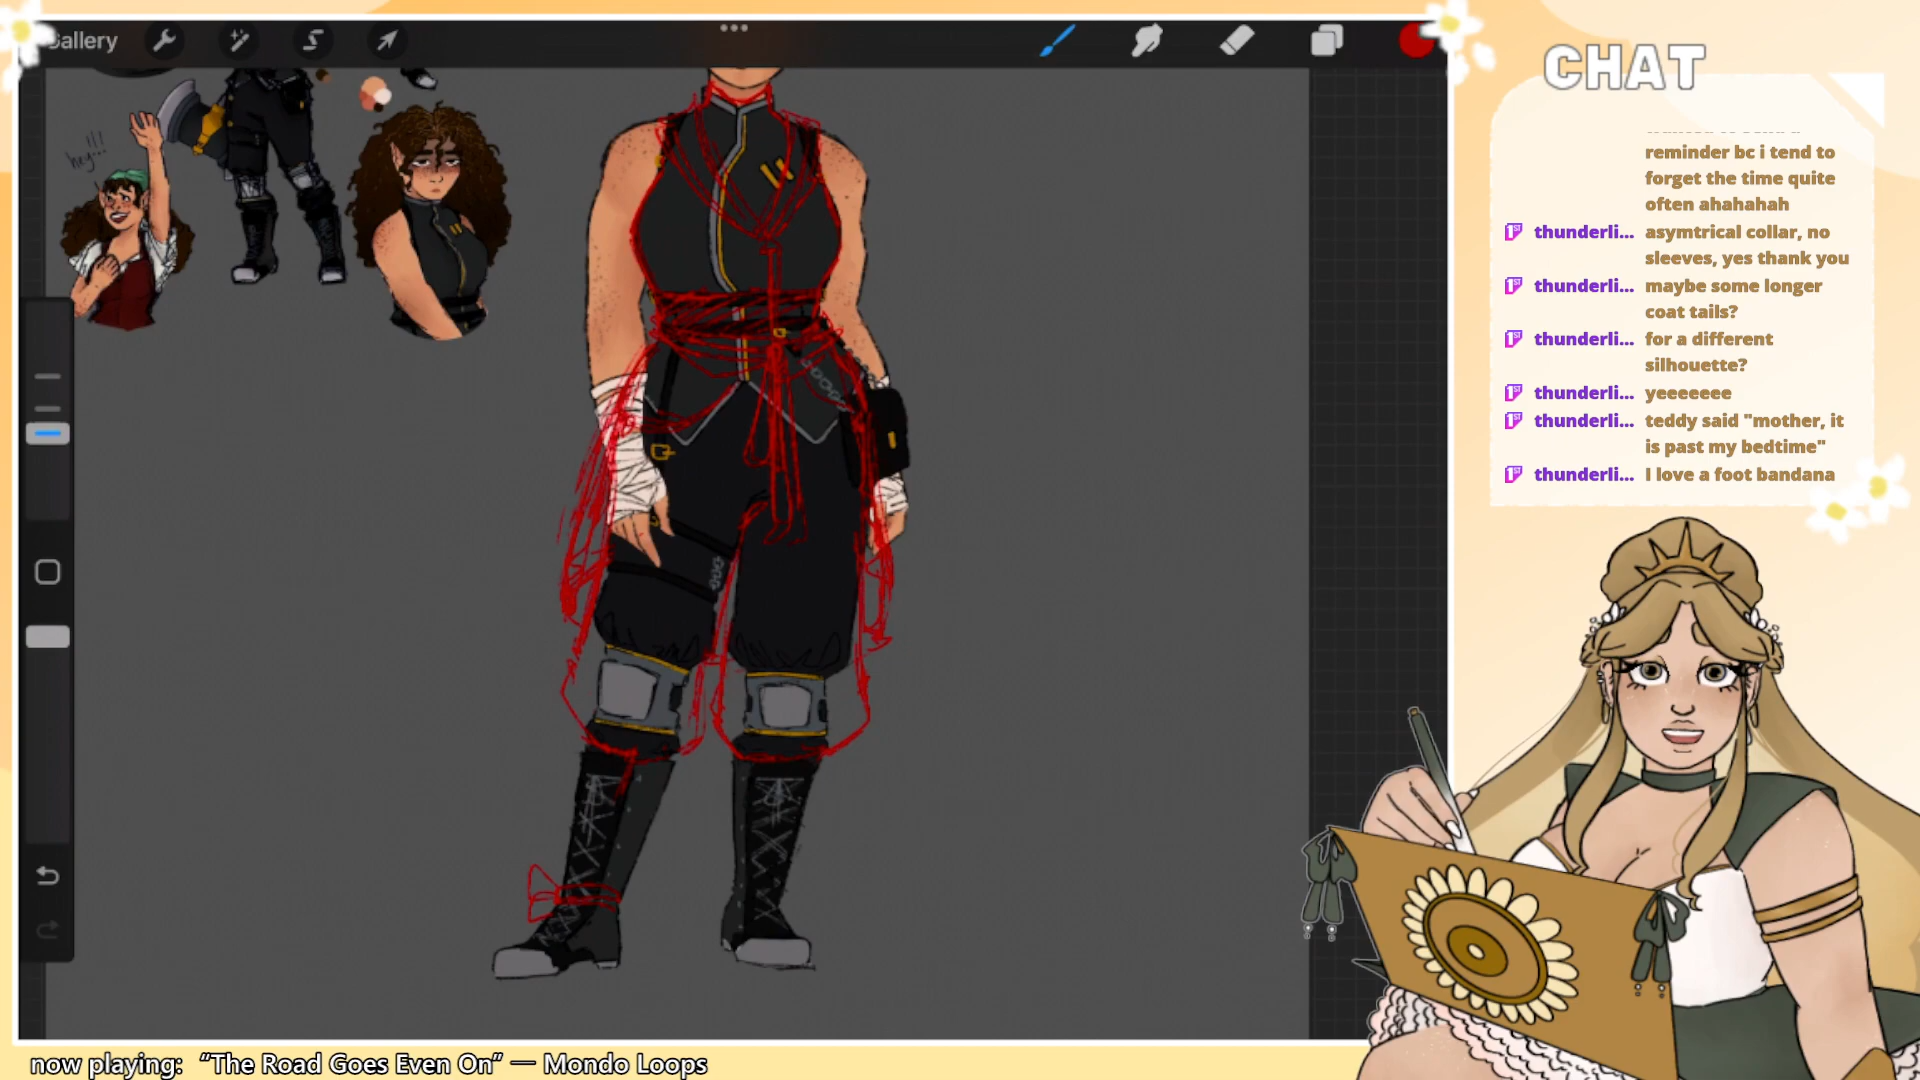 Gallery
CHAT
reminder bc i tend to
forget the time quite
often ahahahah
thunderli... asymtrical collar, no
sleeves, yes thank you
thunderli... maybe some longer
coat tails?
thunderli... for a different
silhouette?
thunderli... yeeeeeee
thunderli... teddy said "mother, it
is past my bedtime"
thunderli... I love a foot bandana
hey!!!
now playing: “The Road Goes Even On” — Mondo Loops